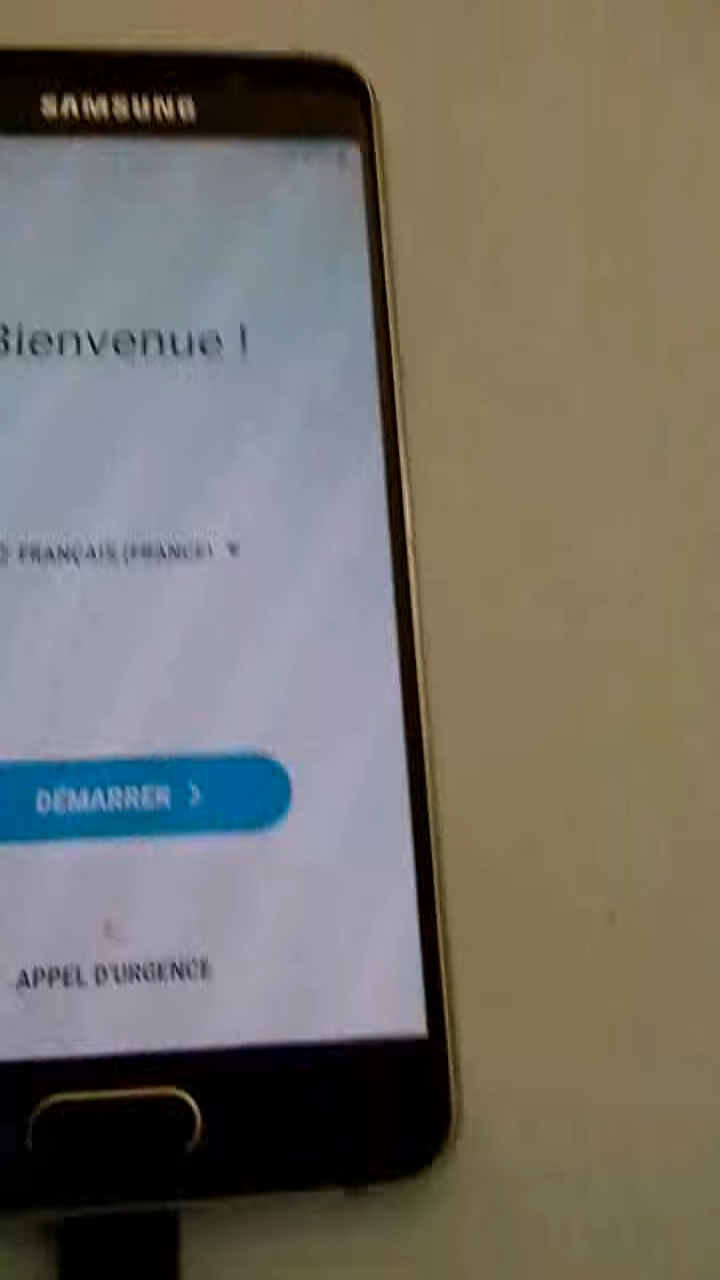 SAMSUNG
Bienvenue !
FRANÇAIS (FRANCE)
DÉMARRER
APPEL D'URGENCE